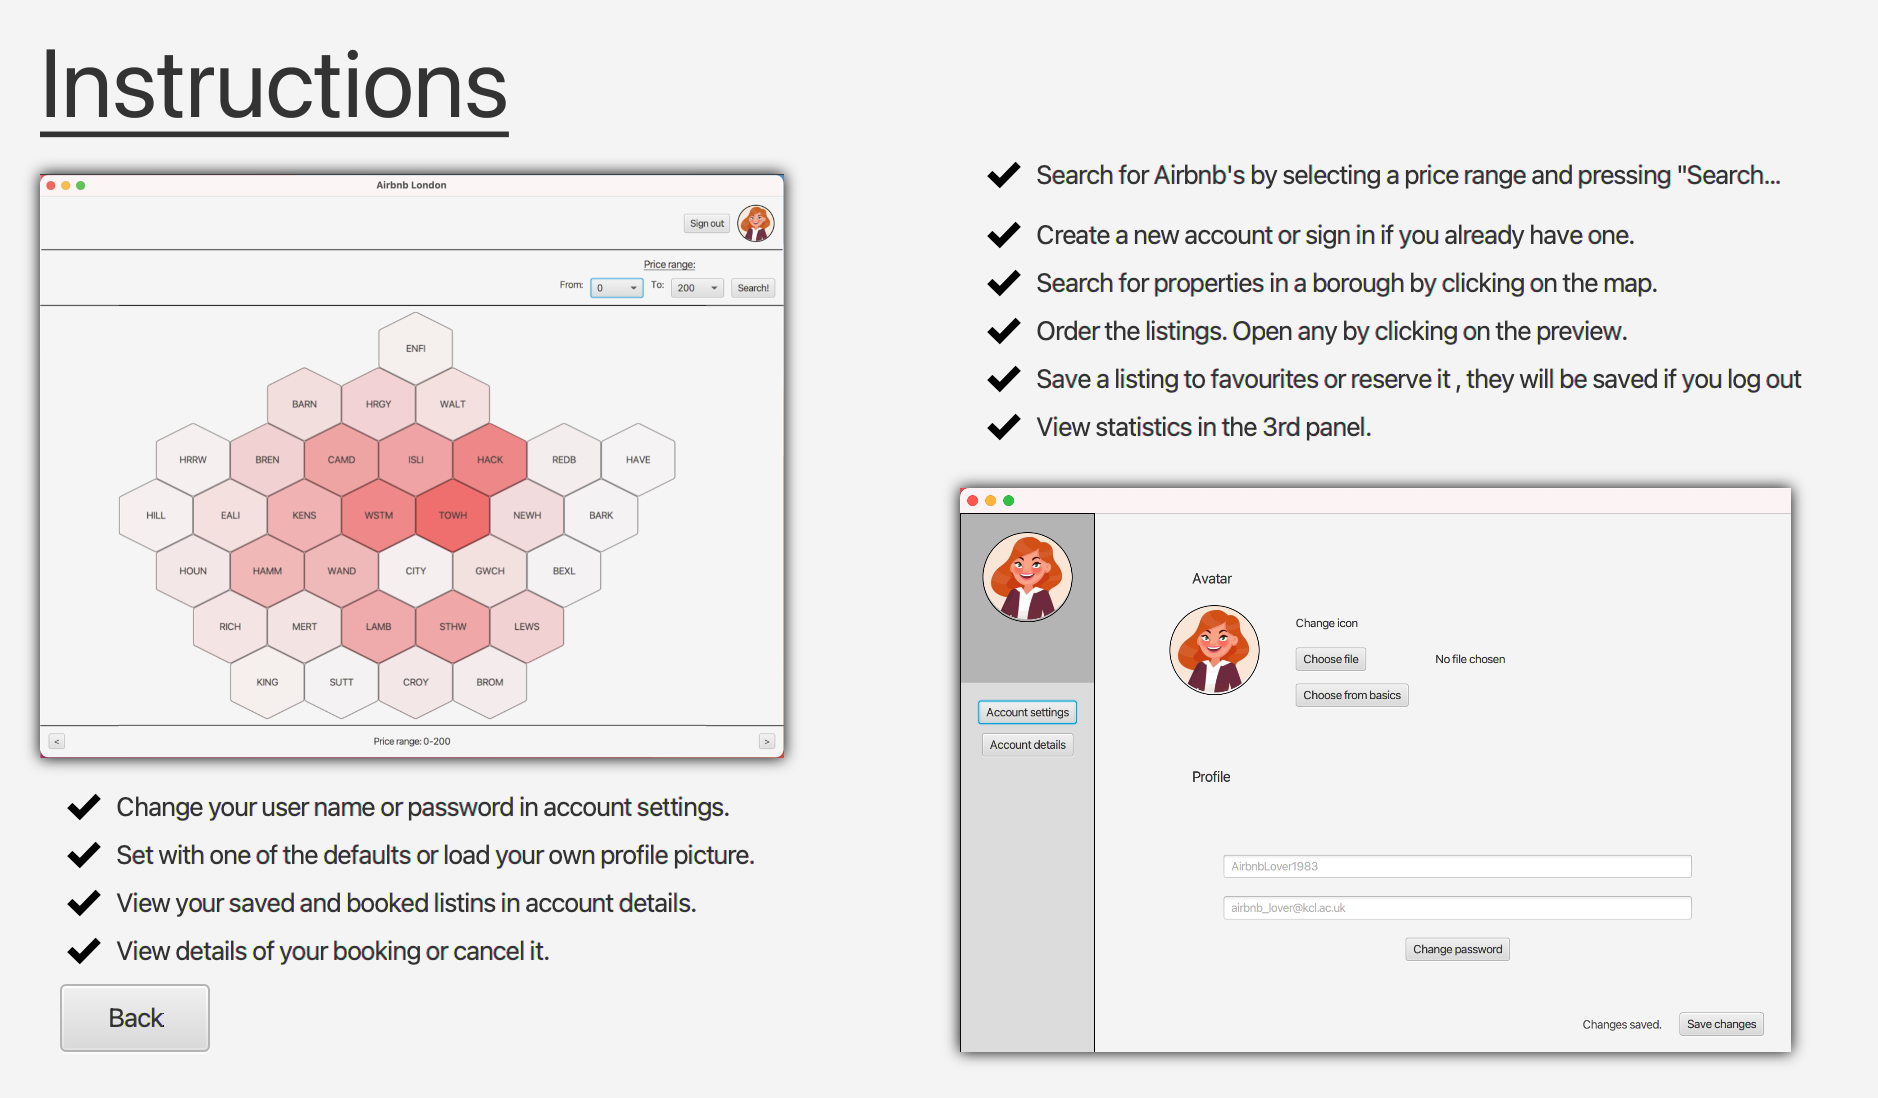 Instructions
Airbnb London
Sign out
Price range:
From: 0 To: 200 Search!
ENFI
BARN HRGY WALT
HRRW BREN CAMD ISLI HACK REDB HAVE
HILL EALI KENS WSTM TOWH NEWH BARK
HOUN HAMM WAND CITY GWCH BEXL
RICH MERT LAMB STHW LEWS
KING SUTT CROY BROM
< Price range: 0-200 >
Change your user name or password in account settings.
Set with one of the defaults or load your own profile picture.
View your saved and booked listins in account details.
View details of your booking or cancel it.
Back
Search for Airbnb's by selecting a price range and pressing "Search...
Create a new account or sign in if you already have one.
Search for properties in a borough by clicking on the map.
Order the listings. Open any by clicking on the preview.
Save a listing to favourites or reserve it , they will be saved if you log out
View statistics in the 3rd panel.
Account settings
Account details
Avatar
Change icon
Choose file No file chosen
Choose from basics
Profile
AirbnbLover1983
airbnb_lover@kcl.ac.uk
Change password
Changes saved. Save changes